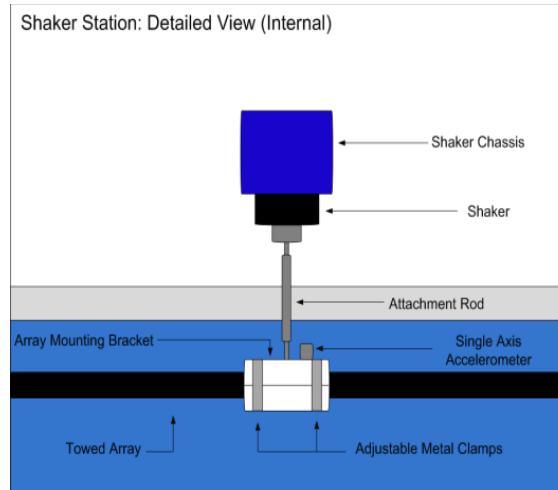 Shaker Station: Detailed View (Internal)
Shaker Chassis
Shaker
Attachment Rod
Array Mounting Bracket
Single Axis
Accelerometer
Towed Array
Adjustable Metal Clamps